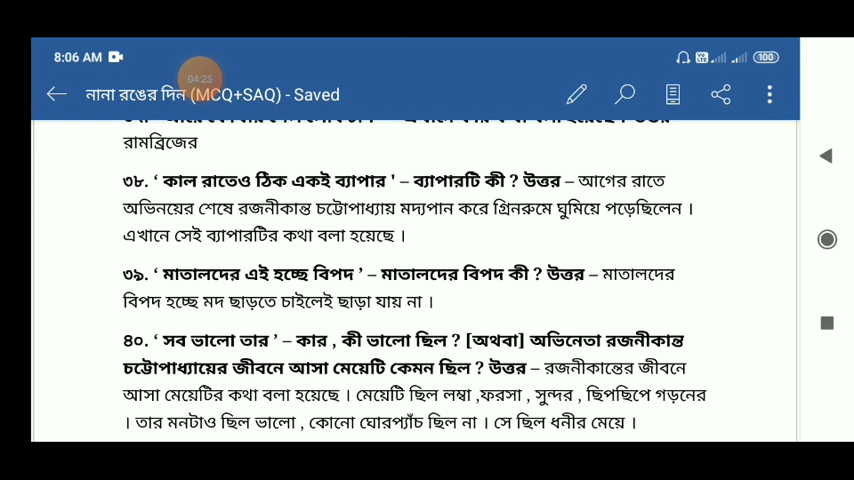 8:06 AM
04:25
100
নানা রঙের দিন (MCQ+SAQ) - Saved
রামব্রিজের
৩৮. ‘ কাল রাতেও ঠিক একই ব্যাপার ' – ব্যাপারটি কী ? উত্তর – আগের রাতে
অভিনয়ের শেষে রজনীকান্ত চট্টোপাধ্যায় মদ্যপান করে গ্রিনরুমে ঘুমিয়ে পড়েছিলেন ।
এখানে সেই ব্যাপারটির কথা বলা হয়েছে ।
৩৯. ‘ মাতালদের এই হচ্ছে বিপদ ’ – মাতালদের বিপদ কী ? উত্তর – মাতালদের
বিপদ হচ্ছে মদ ছাড়তে চাইলেই ছাড়া যায় না ।
৪০. ‘ সব ভালো তার ’ – কার , কী ভালো ছিল ? [অথবা] অভিনেতা রজনীকান্ত
চট্টোপাধ্যায়ের জীবনে আসা মেয়েটি কেমন ছিল ? উত্তর – রজনীকান্তের জীবনে
আসা মেয়েটির কথা বলা হয়েছে । মেয়েটি ছিল লম্বা ,ফরসা , সুন্দর , ছিপছিপে গড়নের
। তার মনটাও ছিল ভালো , কোনো ঘোরপ্যাঁচ ছিল না । সে ছিল ধনীর মেয়ে ।